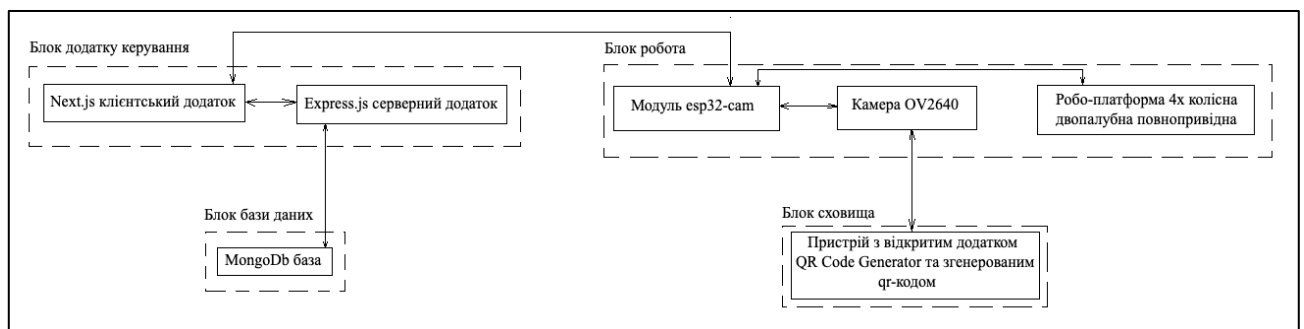 Блок додатку керування
Next.js клієнтський додаток
Express.js серверний додаток
Блок бази даних
MongoDb база
Блок робота
Модуль esp32-cam
Камера OV2640
Робо-платформа 4х колісна
двопалубна повнопривідна
Блок сховища
Пристрій з відкритим додатком
QR Code Generator та згенерованим
qr-кодом